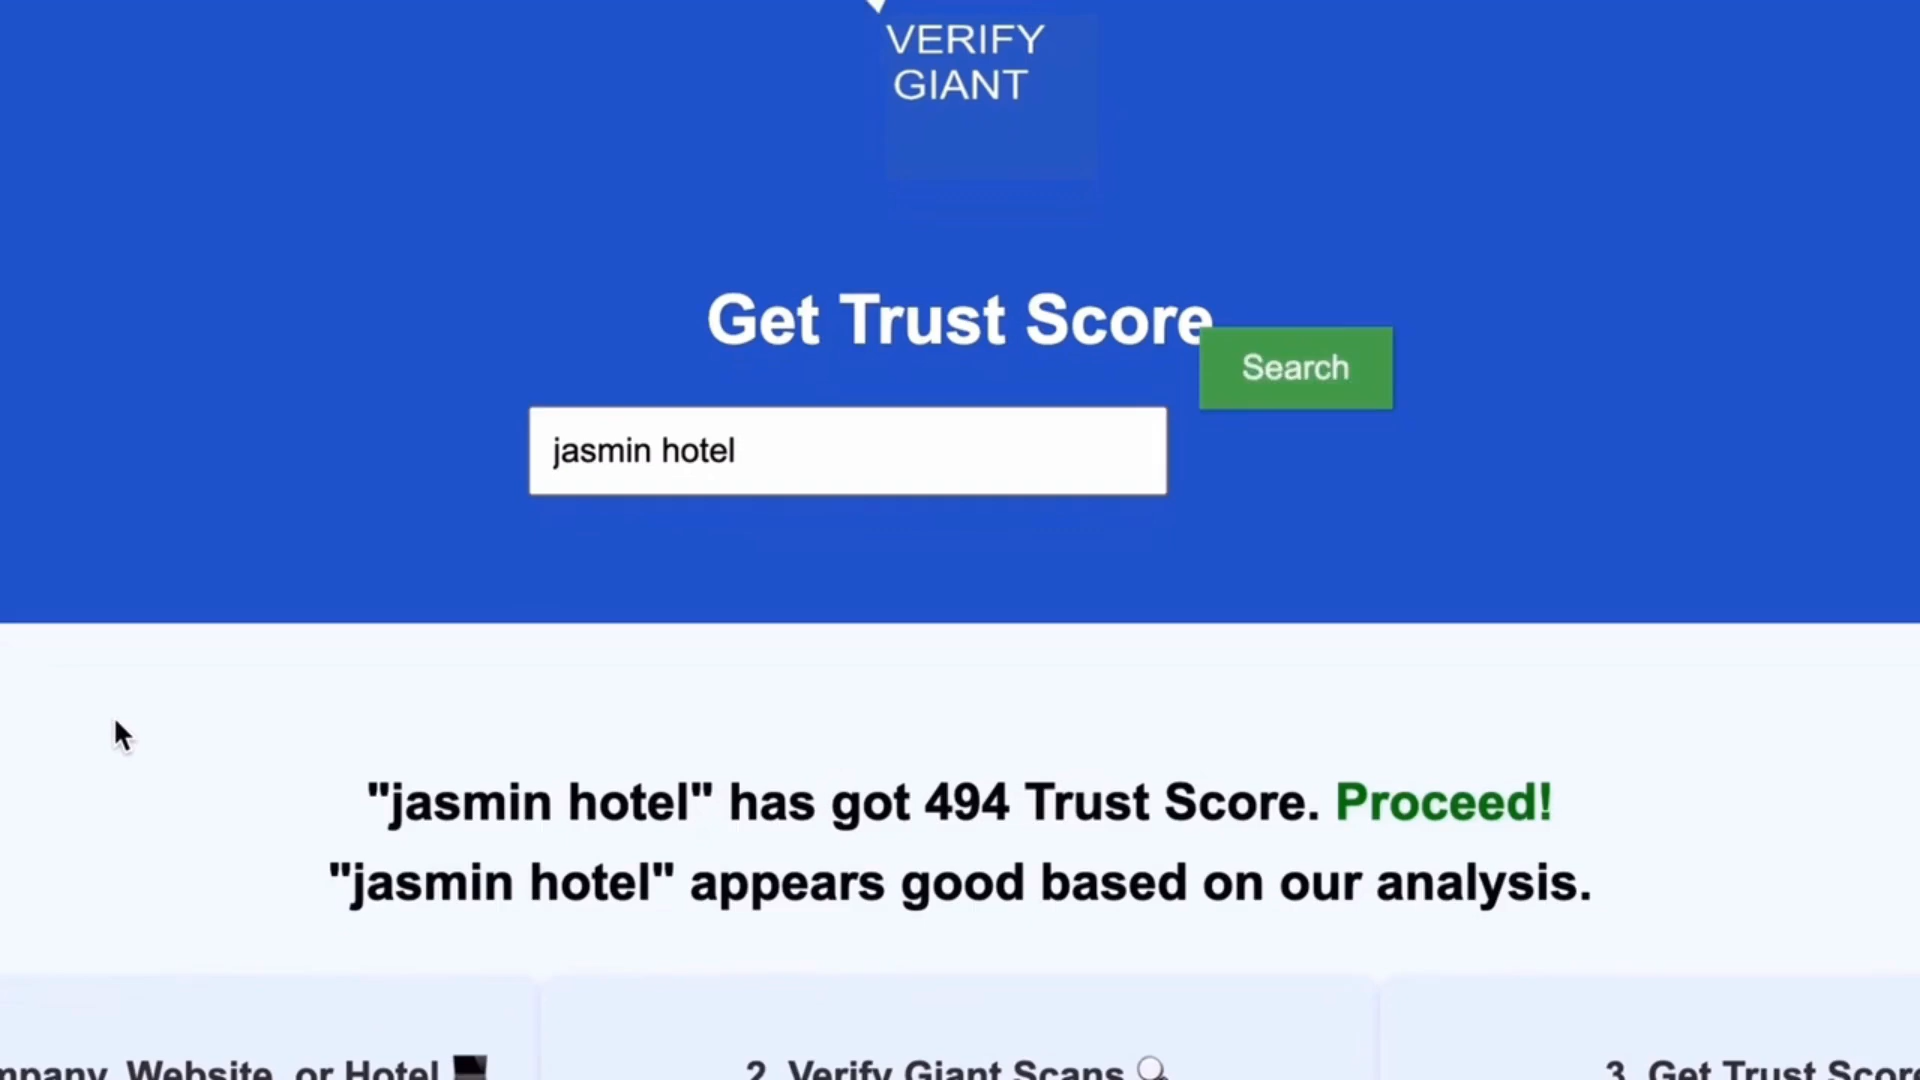 VERIFY
GIANT
Get Trust Score
Search
jasmin hotel
"jasmin hotel" has got 494 Trust Score. Proceed!
"jasmin hotel" appears good based on our analysis.
Website, or Hotel
2. Verify Giant Scans
3. Get Trust Score